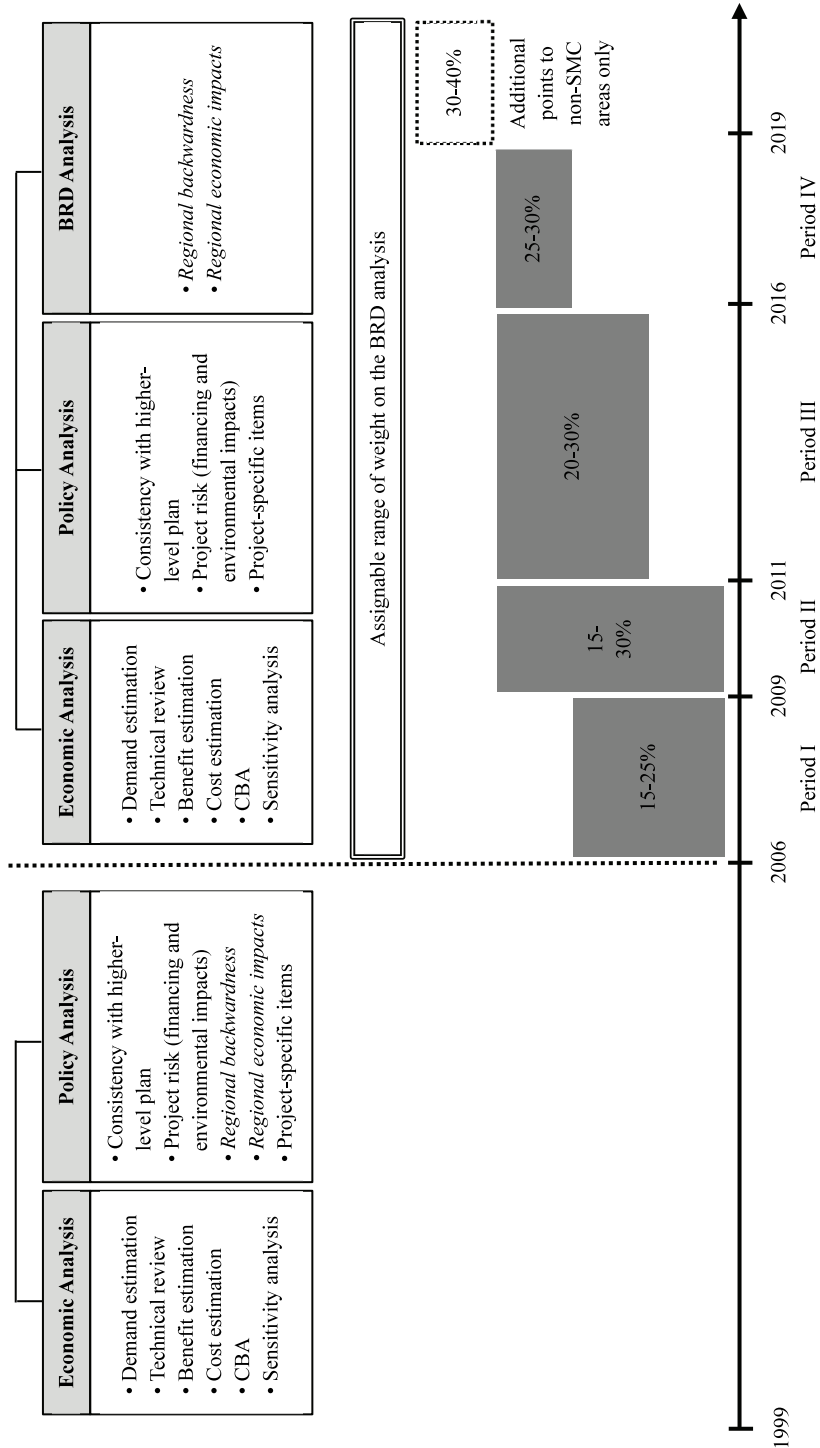 Economic Analysis
• Demand estimation
• Technical review
• Benefit estimation
• Cost estimation
• CBA
• Sensitivity analysis
Policy Analysis
• Consistency with higher-
level plan
• Project risk (financing and
environmental impacts)
• Regional backwardness
• Regional economic impacts
• Project-specific items
Economic Analysis
• Demand estimation
• Technical review
• Benefit estimation
• Cost estimation
• CBA
• Sensitivity analysis
Policy Analysis
• Consistency with higher-
level plan
• Project risk (financing and
environmental impacts)
• Project-specific items
BRD Analysis
• Regional backwardness
• Regional economic impacts
Assignable range of weight on the BRD analysis
15-25%
15-
30%
20-30%
25-30%
30-40%
Additional
points to
non-SMC
areas only
1999
2006
2009
2011
2016
2019
Period I
Period II
Period III
Period IV